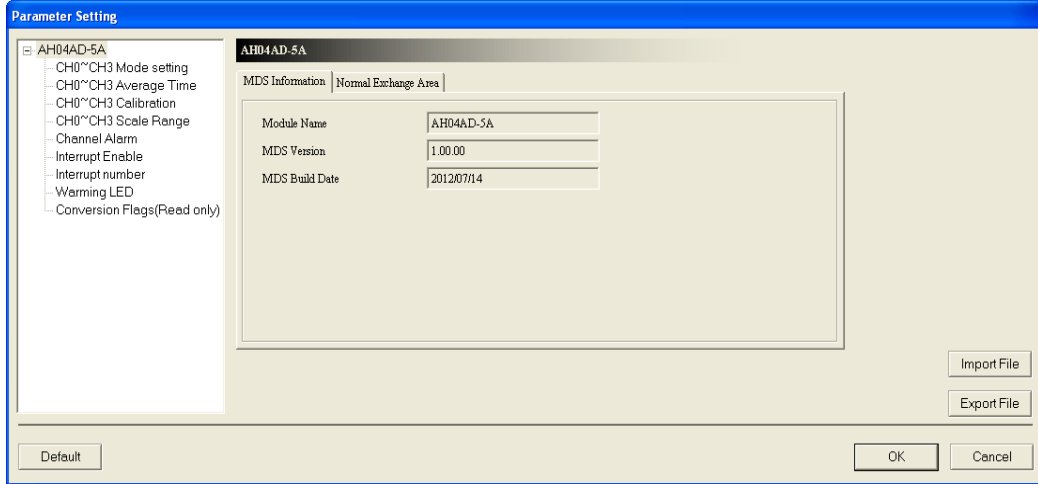 Parameter Setting
AH04AD-5A
CH0~CH3 Mode setting
CH0~CH3 Average Time
CH0~CH3 Calibration
CH0~CH3 Scale Range
Channel Alarm
Interrupt Enable
Interrupt number
Warming LED
Conversion Flags(Read only)
AH04AD-5A
MDS Information Normal Exchange Area
Module Name AH04AD-5A
MDS Version 1.00.00
MDS Build Date 2012/07/14
Import File
Export File
Default OK Cancel